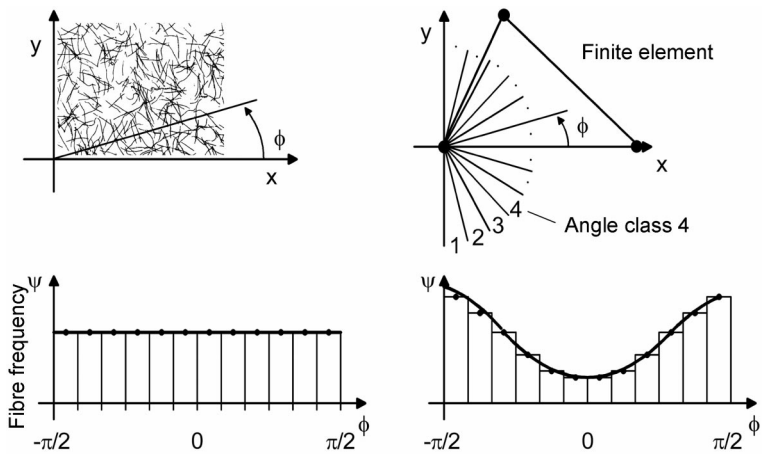 y
ϕ
x
y
Finite element
ϕ
x
1 2 3 4
Angle class 4
Fibre frequency
ψ
-π/2 0 π/2 ϕ
ψ
-π/2 0 π/2 ϕ